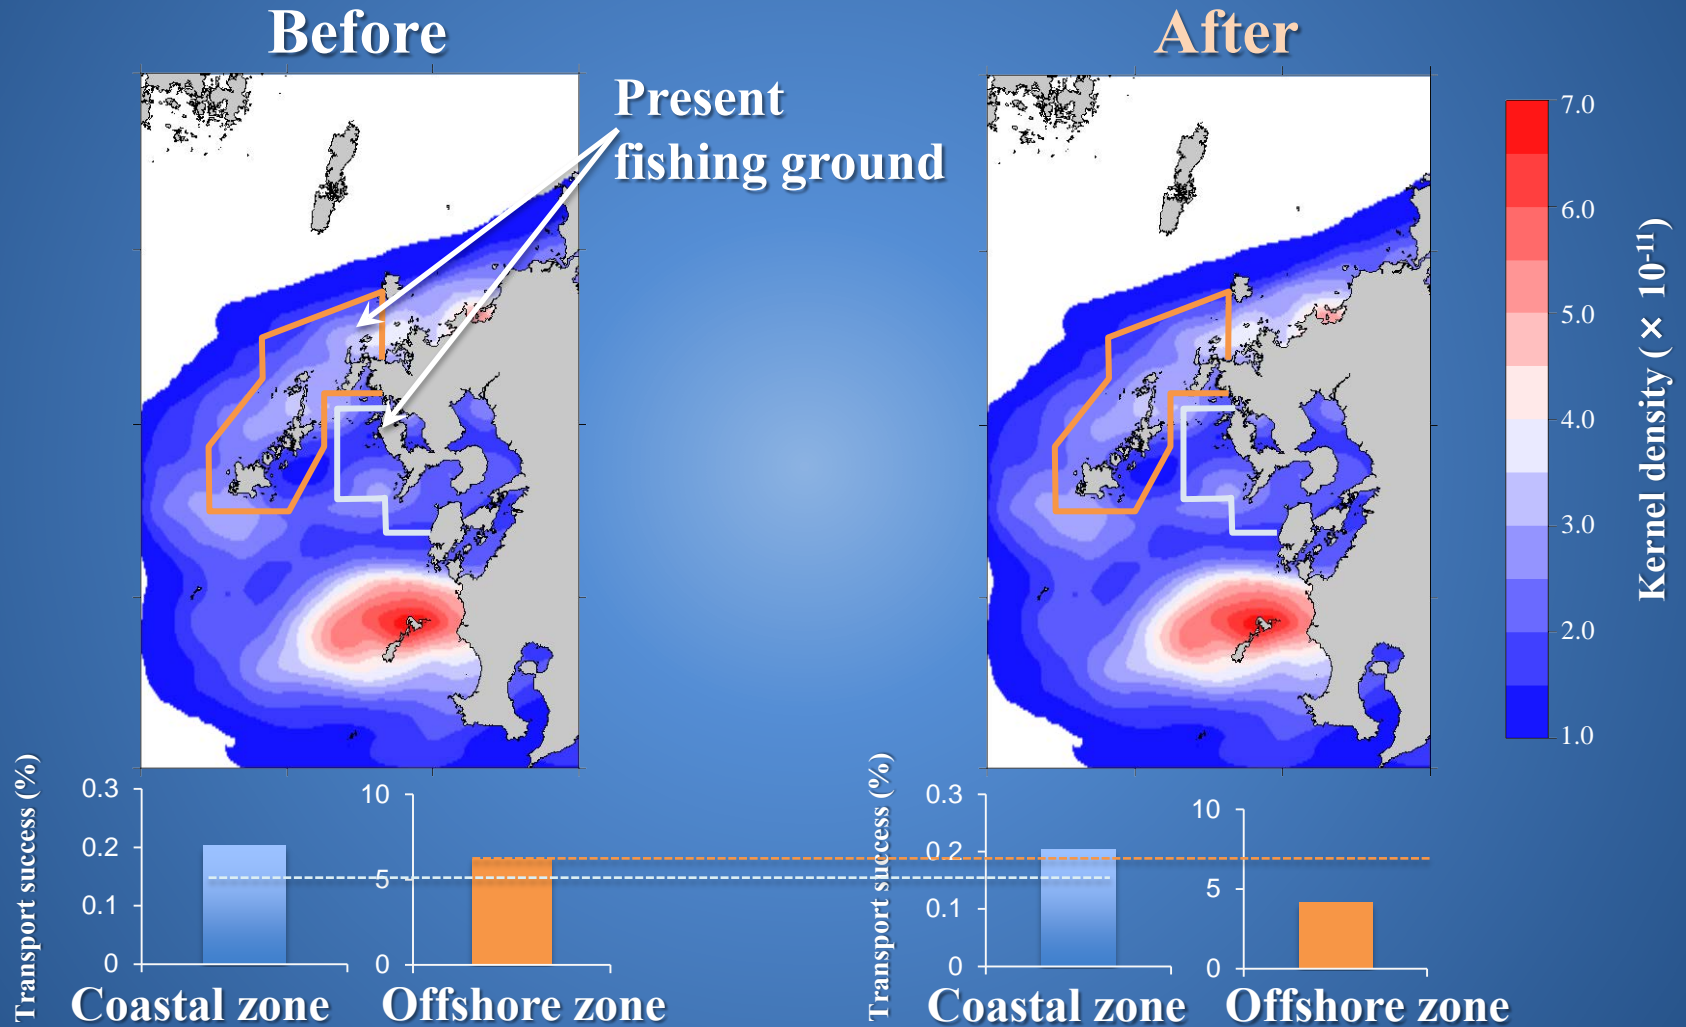 Before
After
Present
fishing ground
7.0
6.0
5.0
4.0
3.0
2.0
1.0
Kernel density (× 10-11)
Transport success (%)
0.3
0.2
0.1
0
10
5
0
Coastal zone
Offshore zone
Transport success (%)
0.3
0.2
0.1
0
10
5
0
Coastal zone
Offshore zone